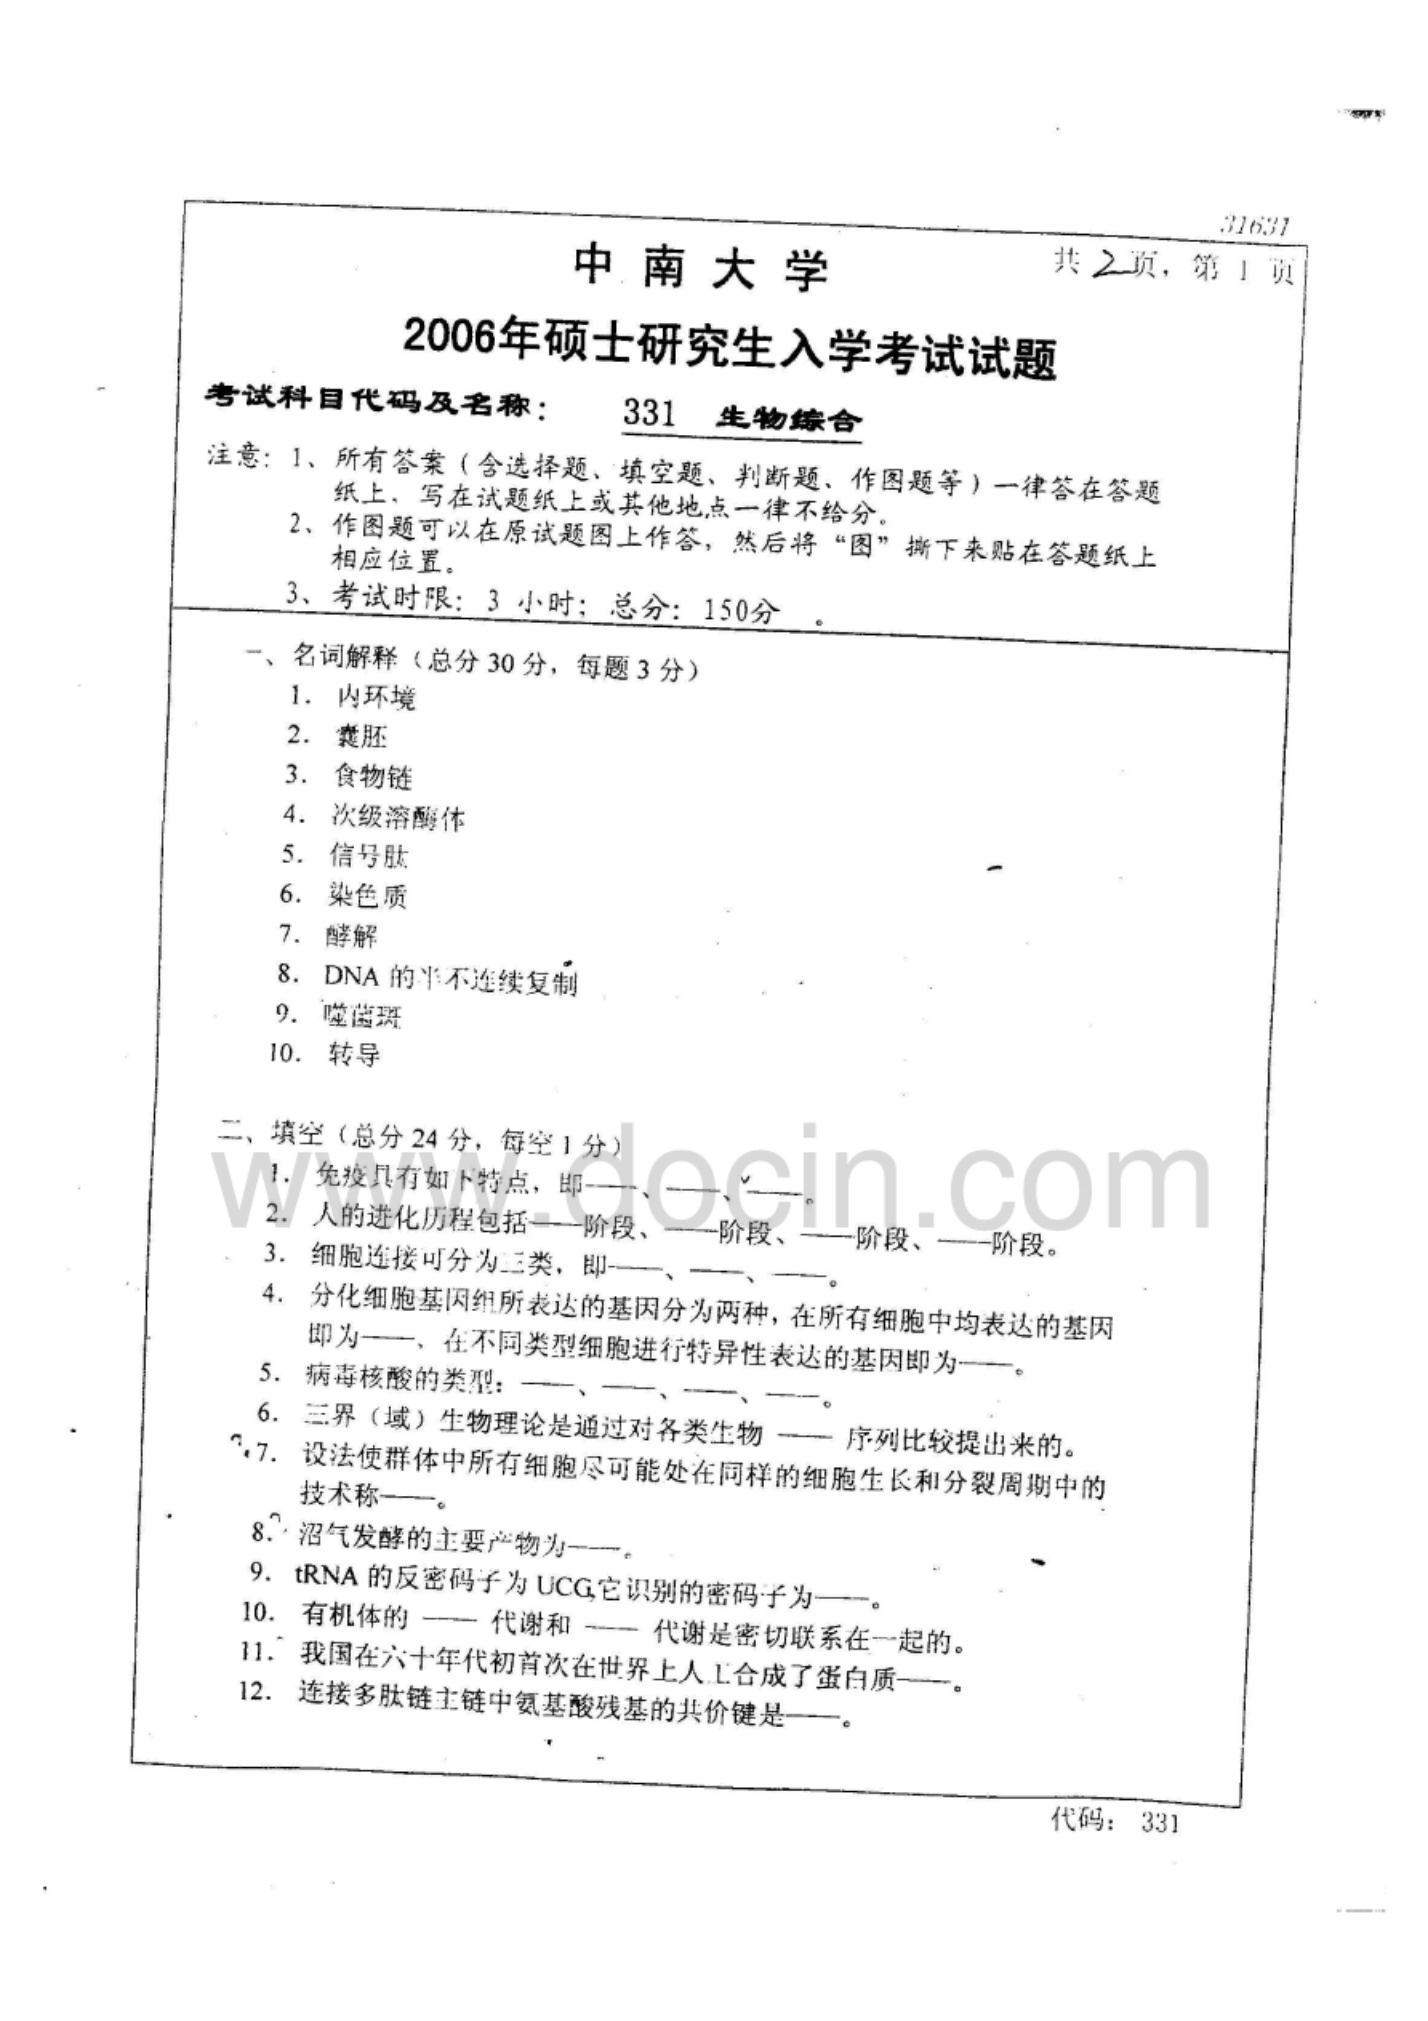 31631
中南大学
共2页，第1页
2006年硕士研究生入学考试试题
考试科目代码及名称： 331 生物综合
注意：1、所有答案（含选择题、填空题、判断题、作图题等）一律答在答题
纸上、写在试题纸上或其他地点一律不给分。
2、作图题可以在原试题图上作答，然后将“图”撕下来贴在答题纸上
相应位置。
3、考试时限：3 小时；总分：150分 。
一、名词解释（总分30分，每题3分）
1. 内环境
2. 囊胚
3. 食物链
4. 次级溶酶体
5. 信号肽
6. 染色质
7. 酵解
8. DNA 的半不连续复制
9. 噬菌斑
10. 转导
二、填空（总分24分，每空1分）
1. 免疫具有如下特点，即——、——、——。
2. 人的进化历程包括——阶段、——阶段、——阶段、——阶段。
3. 细胞连接可分为三类，即——、——、——。
4. 分化细胞基因组所表达的基因分为两种，在所有细胞中均表达的基因
即为——、在不同类型细胞进行特异性表达的基因即为——。
5. 病毒核酸的类型：——、——、——、——。
6. 三界（域）生物理论是通过对各类生物 —— 序列比较提出来的。
7. 设法使群体中所有细胞尽可能处在同样的细胞生长和分裂周期中的
技术称——。
8. 沼气发酵的主要产物为——。
9. tRNA 的反密码子为UCG,它识别的密码子为——。
10. 有机体的 —— 代谢和 —— 代谢是密切联系在一起的。
11. 我国在六十年代初首次在世界上人工合成了蛋白质——。
12. 连接多肽链主链中氨基酸残基的共价键是——。
代码： 331
www.docin.com